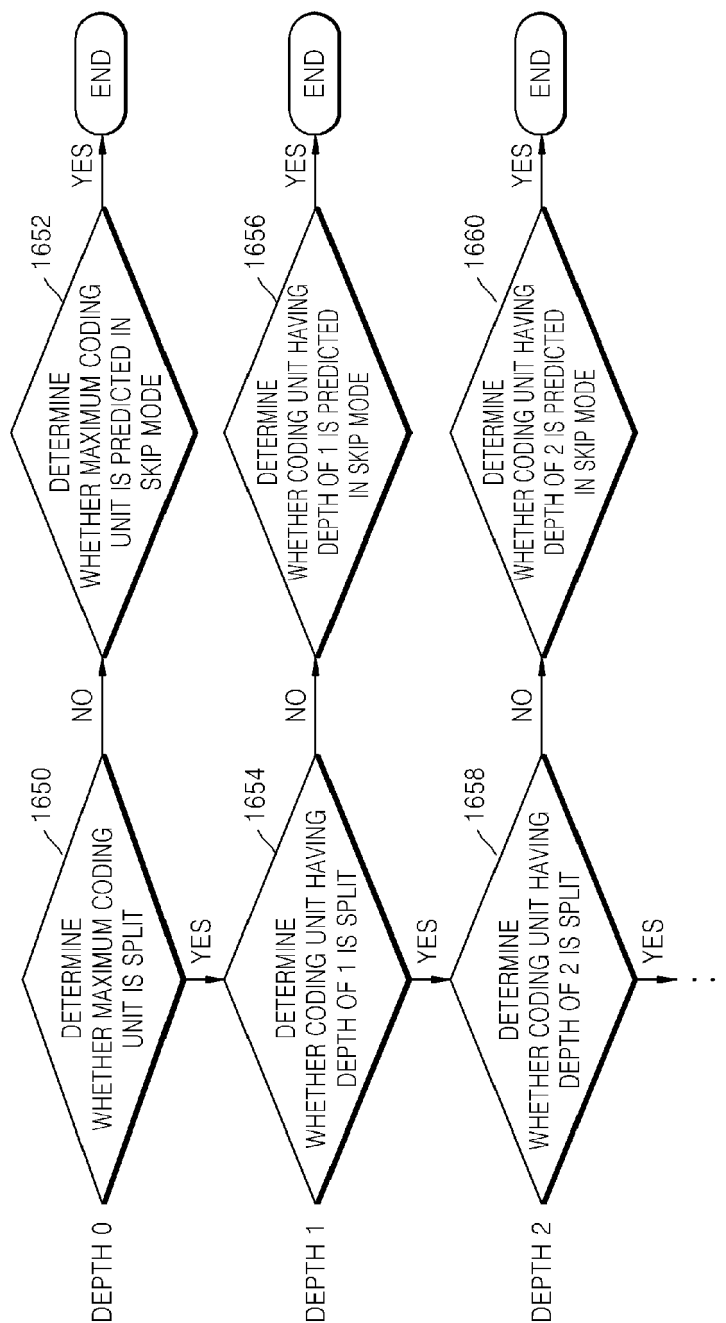 DEPTH 0
DETERMINE
WHETHER MAXIMUM CODING
UNIT IS SPLIT
1650
NO
DETERMINE
WHETHER MAXIMUM CODING
UNIT IS PREDICTED IN
SKIP MODE
1652
YES
END
YES
DEPTH 1
DETERMINE
WHETHER CODING UNIT HAVING
DEPTH OF 1 IS SPLIT
1654
NO
DETERMINE
WHETHER CODING UNIT HAVING
DEPTH OF 1 IS PREDICTED
IN SKIP MODE
1656
YES
END
YES
DEPTH 2
DETERMINE
WHETHER CODING UNIT HAVING
DEPTH OF 2 IS SPLIT
1658
NO
DETERMINE
WHETHER CODING UNIT HAVING
DEPTH OF 2 IS PREDICTED
IN SKIP MODE
1660
YES
END
YES